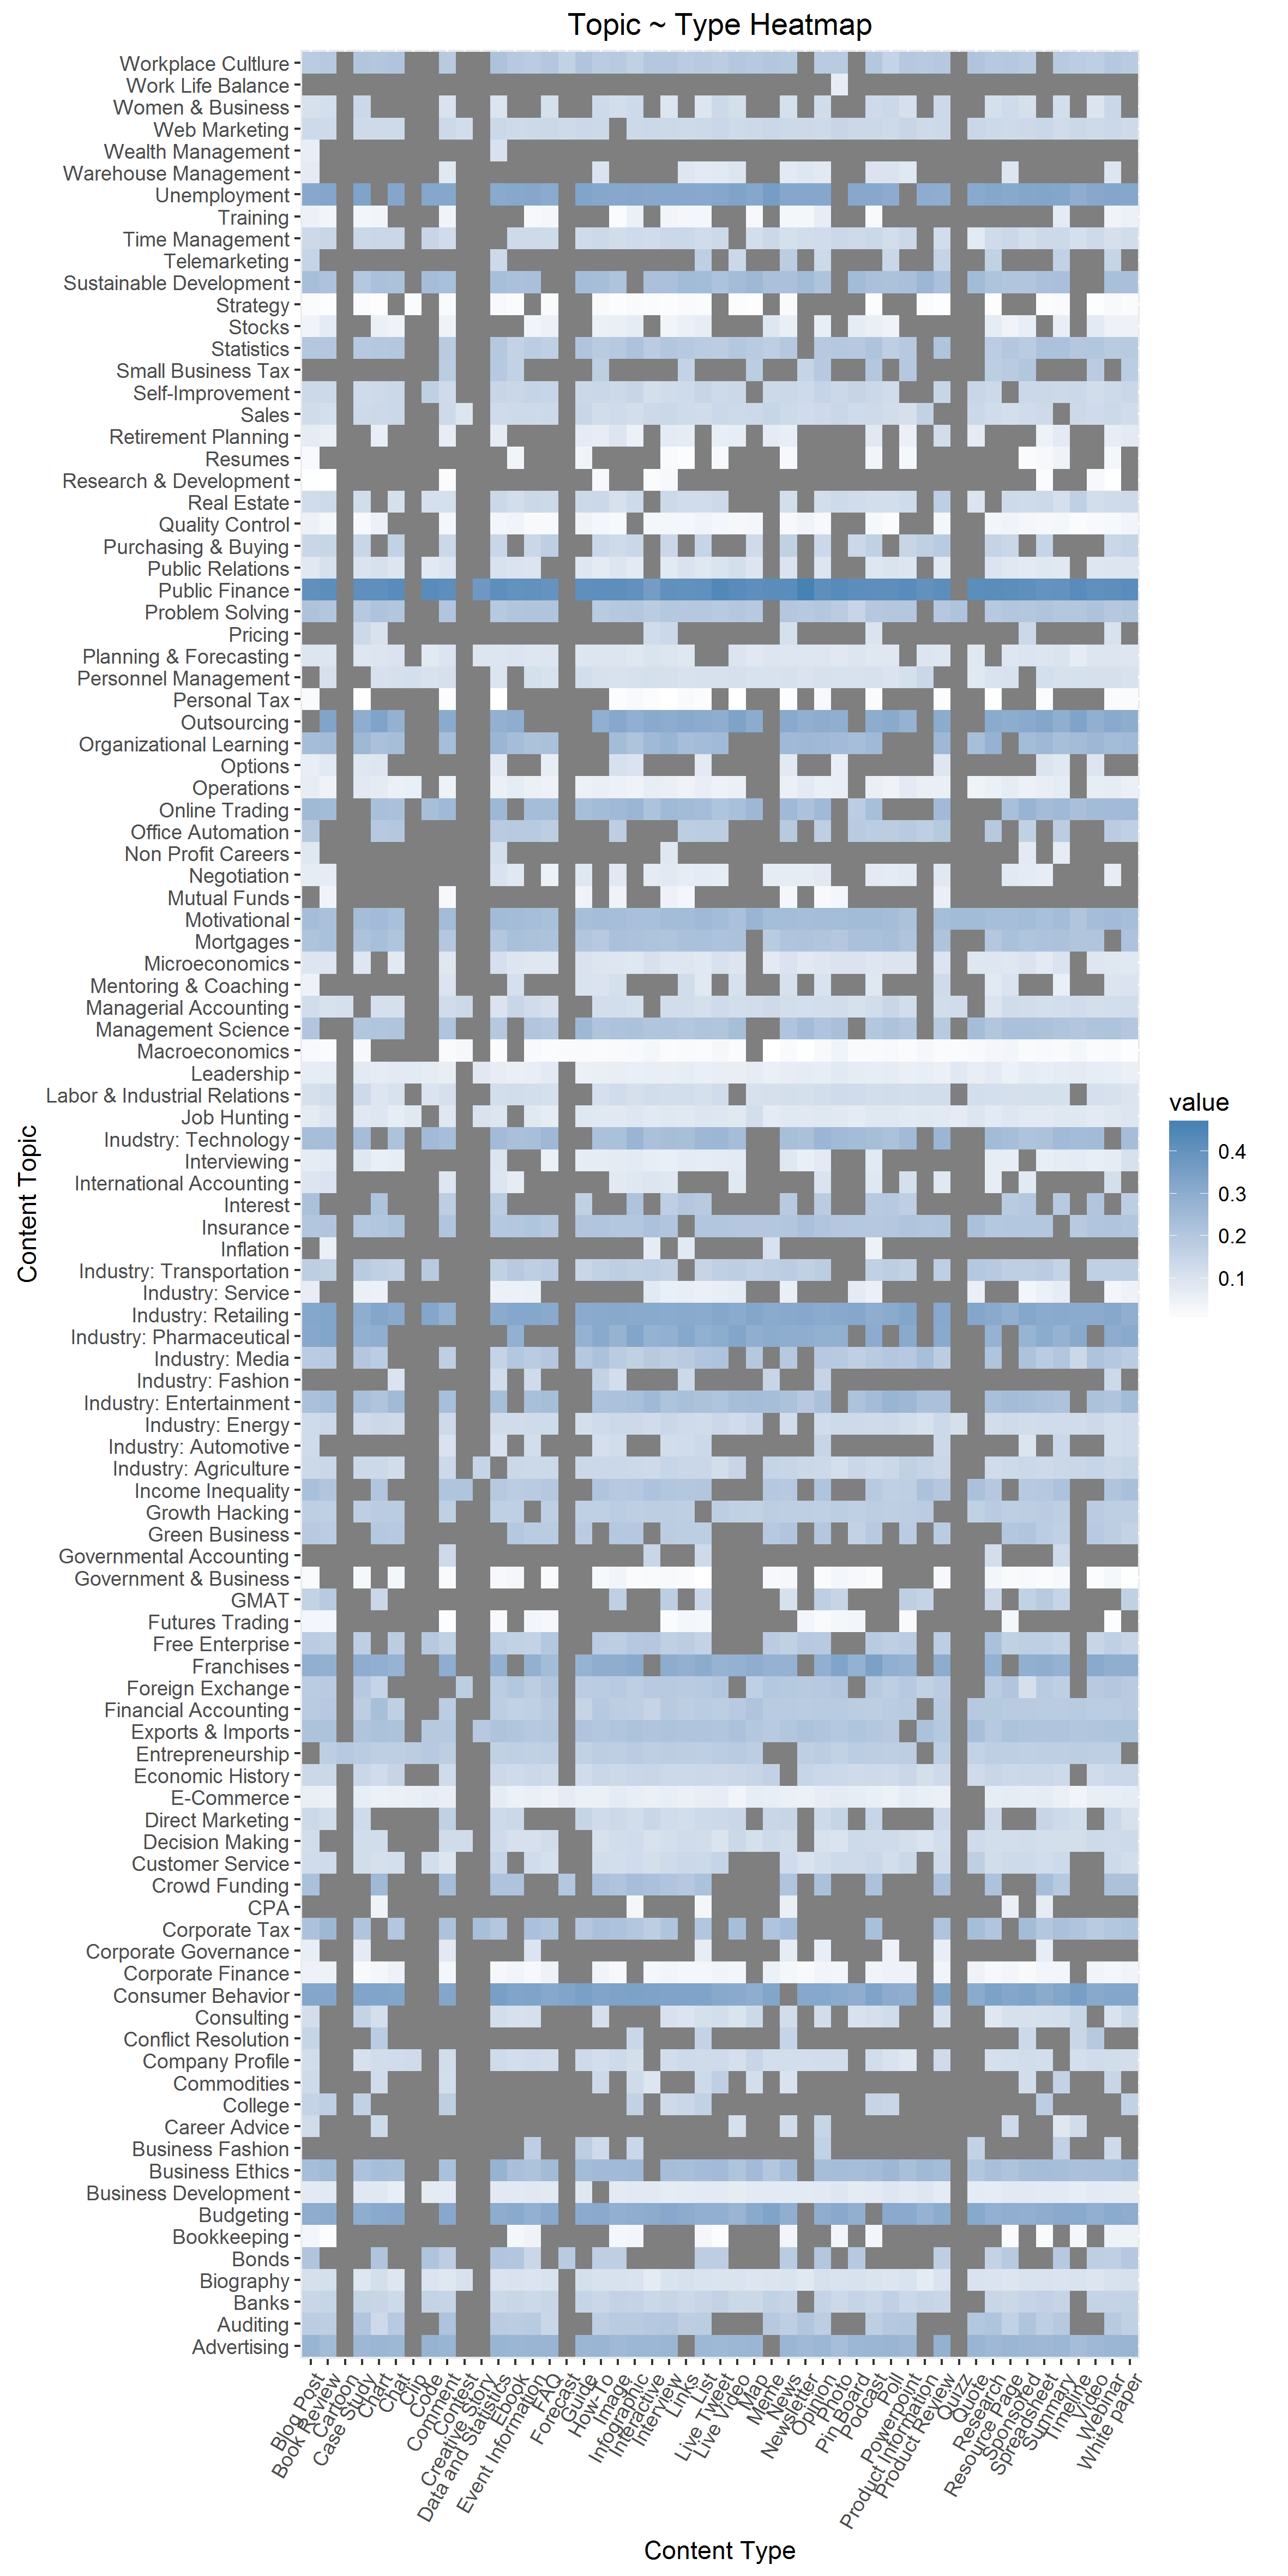 Topic ~ Type Heatmap
Content Topic
Workplace Cultlure
Work Life Balance
Women & Business
Web Marketing
Wealth Management
Warehouse Management
Unemployment
Training
Time Management
Telemarketing
Sustainable Development
Strategy
Stocks
Statistics
Small Business Tax
Self-Improvement
Sales
Retirement Planning
Resumes
Research & Development
Real Estate
Quality Control
Purchasing & Buying
Public Relations
Public Finance
Problem Solving
Pricing
Planning & Forecasting
Personnel Management
Personal Tax
Outsourcing
Organizational Learning
Options
Operations
Online Trading
Office Automation
Non Profit Careers
Negotiation
Mutual Funds
Motivational
Mortgages
Microeconomics
Mentoring & Coaching
Managerial Accounting
Management Science
Macroeconomics
Leadership
Labor & Industrial Relations
Job Hunting
Inudstry: Technology
Interviewing
International Accounting
Interest
Insurance
Inflation
Industry: Transportation
Industry: Service
Industry: Retailing
Industry: Pharmaceutical
Industry: Media
Industry: Fashion
Industry: Entertainment
Industry: Energy
Industry: Automotive
Industry: Agriculture
Income Inequality
Growth Hacking
Green Business
Governmental Accounting
Government & Business
GMAT
Futures Trading
Free Enterprise
Franchises
Foreign Exchange
Financial Accounting
Exports & Imports
Entrepreneurship
Economic History
E-Commerce
Direct Marketing
Decision Making
Customer Service
Crowd Funding
CPA
Corporate Tax
Corporate Governance
Corporate Finance
Consumer Behavior
Consulting
Conflict Resolution
Company Profile
Commodities
College
Career Advice
Business Fashion
Business Ethics
Business Development
Budgeting
Bookkeeping
Bonds
Biography
Banks
Auditing
Advertising
Blog Post
Book Review
Cartoon
Case Study
Chart
Chat
Clip
Code
Comment
Contest
Creative Story
Data and Statistics
Ebook
Event Information
FAQ
Forecast
Guide
How- To
Image
Infographic
Interactive
Interview
Links
List
Live Tweet
Live Video
Map
Meme
News
Newsletter
Opinion
Photo
Pin Board
Podcast
Poll
Powerpoint
Product Information
Product Review
Quizz
Quote
Research
Resource Page
Sponsored
Spreadsheet
Summary
Timeline
Video
Webinar
White paper
Content Type
value
0.4
0.3
0.2
0.1